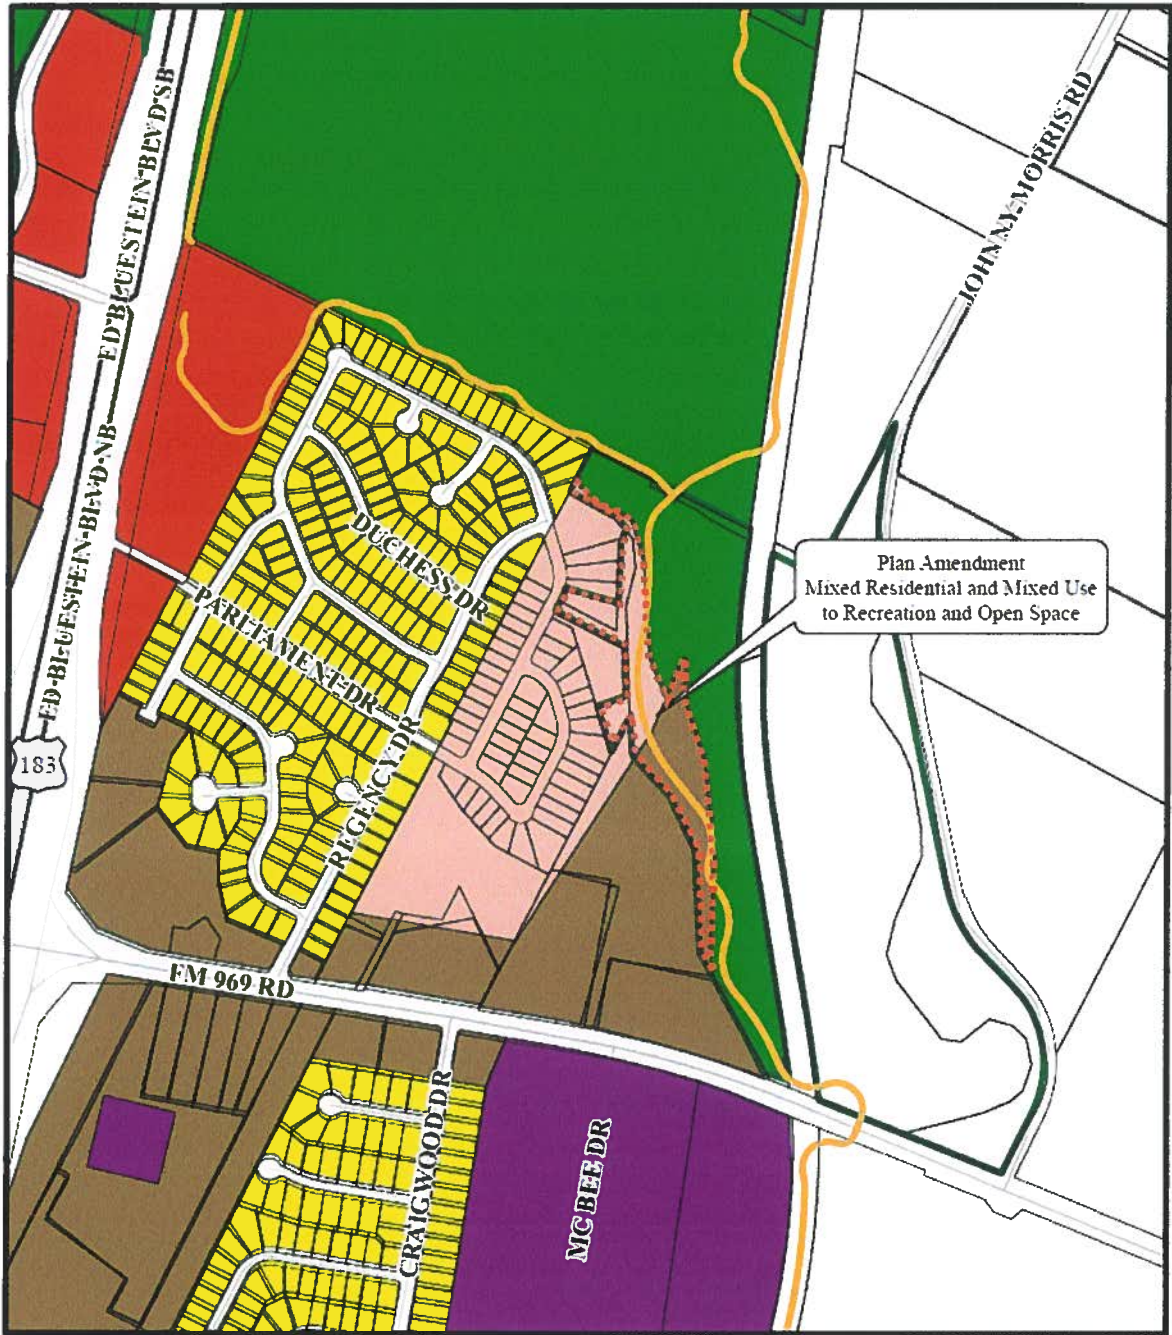 ED BLUESTEIN BLVD SB
JOHNNY MORRIS RD
ED BLUESTEIN BLVD NB
DUCHESS DR
Plan Amendment
Mixed Residential and Mixed Use
to Recreation and Open Space
PARLIAMENT DR
REGENCY DR
183
FM 969 RD
CRAIGWOOD DR
MC BEE DR